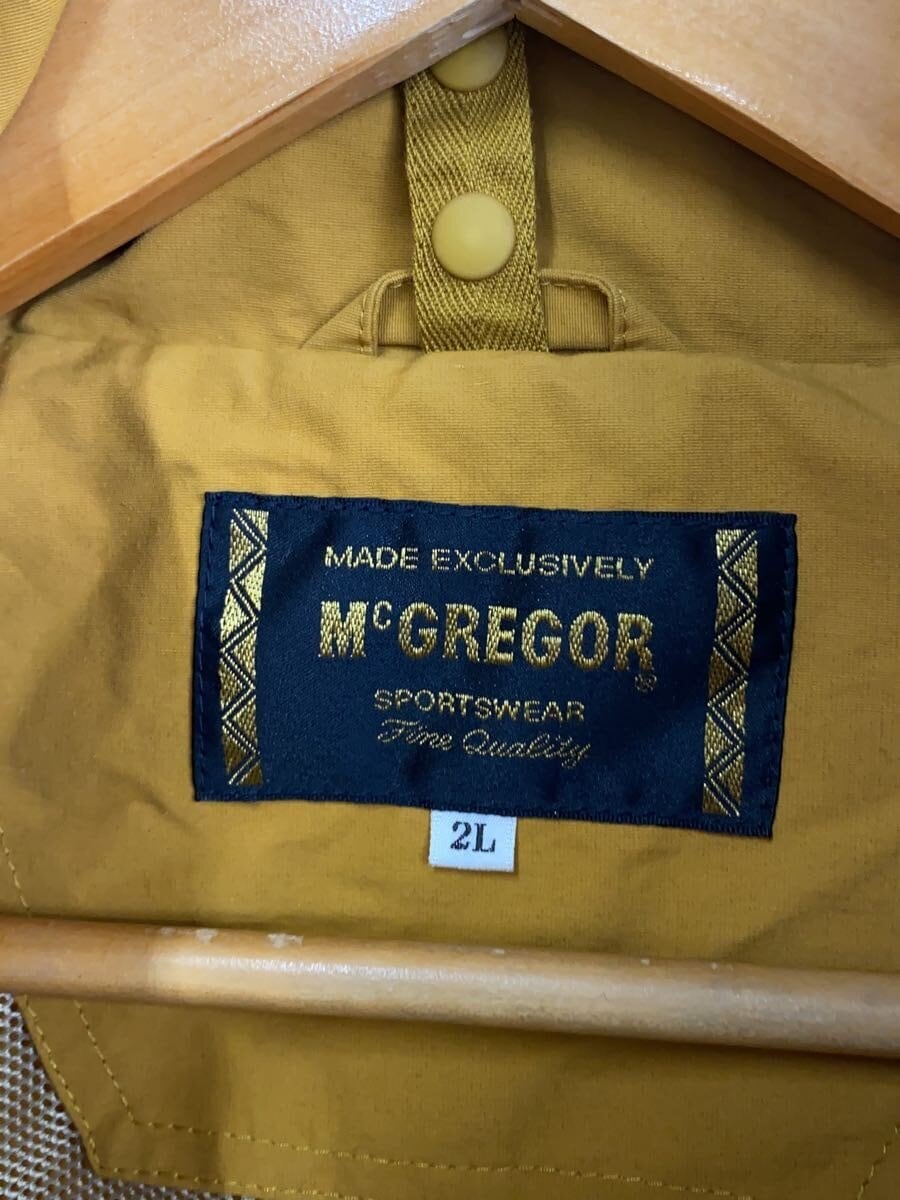 MADE EXCLUSIVELY
McGREGOR®
SPORTSWEAR
Fine Quality
2L